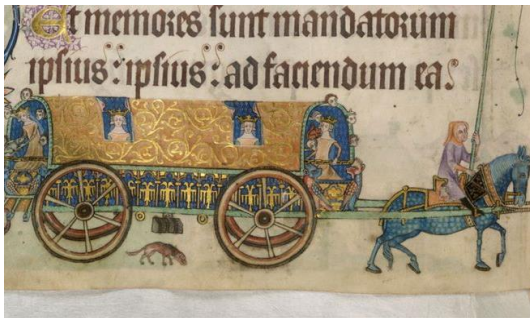 Et memores sunt mandatorum
ipsius : ipsius : ad faciendum ea.